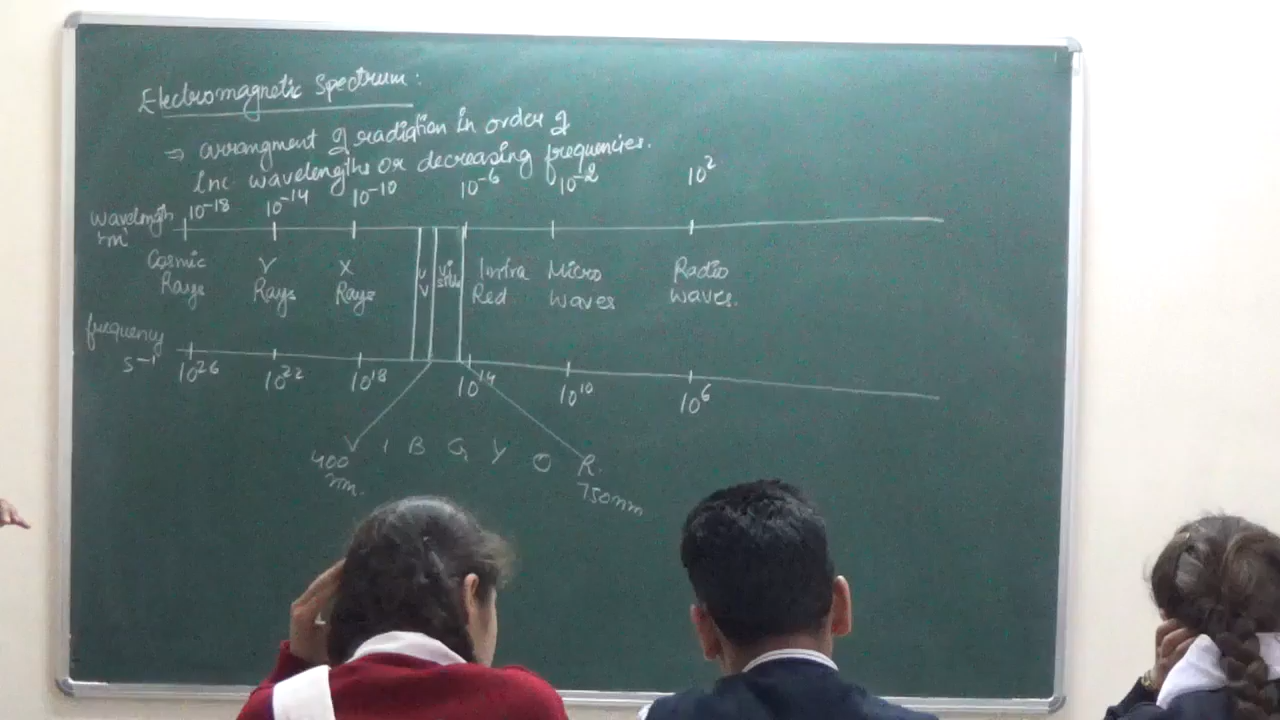 Electromagnetic Spectrum:
⇒ arrangment of radiation in order of
Inc. wavelengths or decreasing frequencies.
10⁻¹⁸ 10⁻¹⁴ 10⁻¹⁰ 10⁻⁶ 10⁻² 10²
wavelength
'm'
Cosmic γ X U vi Infra Micro Radio
Rays Rays Rays V sible Red waves waves.
frequency
s⁻¹
10²⁶ 10²² 10¹⁸ 10¹⁴ 10¹⁰ 10⁶
V I B G Y O R
400 750nm
nm.